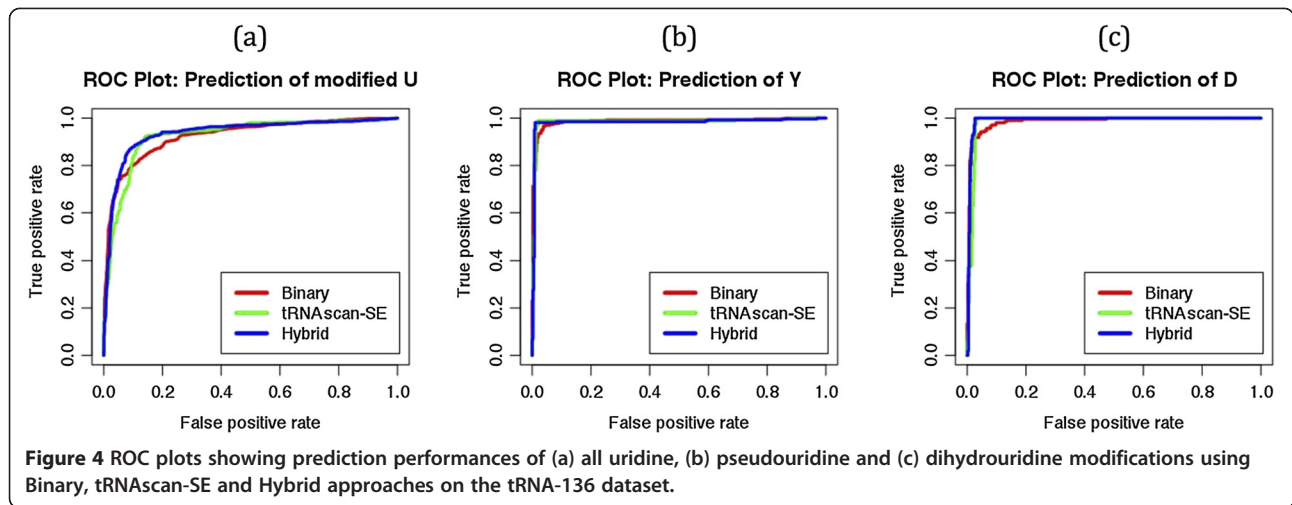 (a)
ROC Plot: Prediction of modified U
True positive rate
0.0 0.2 0.4 0.6 0.8 1.0
Binary
tRNAscan-SE
Hybrid
0.0 0.2 0.4 0.6 0.8 1.0
False positive rate
(b)
ROC Plot: Prediction of Y
True positive rate
0.0 0.2 0.4 0.6 0.8 1.0
Binary
tRNAscan-SE
Hybrid
0.0 0.2 0.4 0.6 0.8 1.0
False positive rate
(c)
ROC Plot: Prediction of D
True positive rate
0.0 0.2 0.4 0.6 0.8 1.0
Binary
tRNAscan-SE
Hybrid
0.0 0.2 0.4 0.6 0.8 1.0
False positive rate
Figure 4 ROC plots showing prediction performances of (a) all uridine, (b) pseudouridine and (c) dihydrouridine modifications using
Binary, tRNAscan-SE and Hybrid approaches on the tRNA-136 dataset.